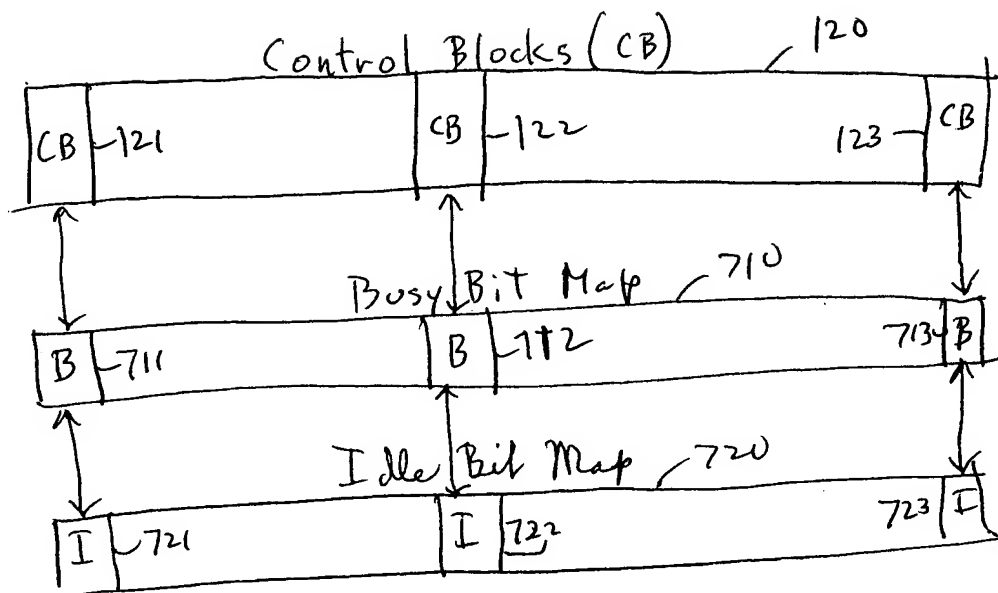 Control Blocks (CB) 120
CB 121 CB 122 123 CB
Busy Bit Map 710
B 711 B 712 713 B
Idle Bit Map 720
I 721 I 722 723 I